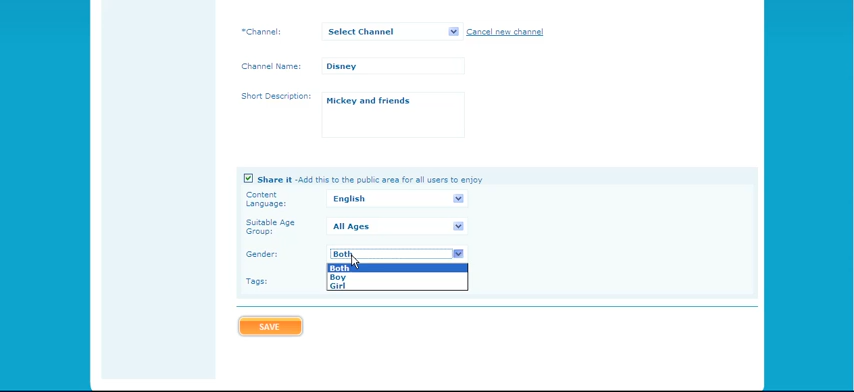 *Channel: Select Channel Cancel new channel
Channel Name: Disney
Short Description: Mickey and friends
Share it -Add this to the public area for all users to enjoy
Content Language: English
Suitable Age Group: All Ages
Gender: Both
Both
Boy
Tags:
Girl
SAVE